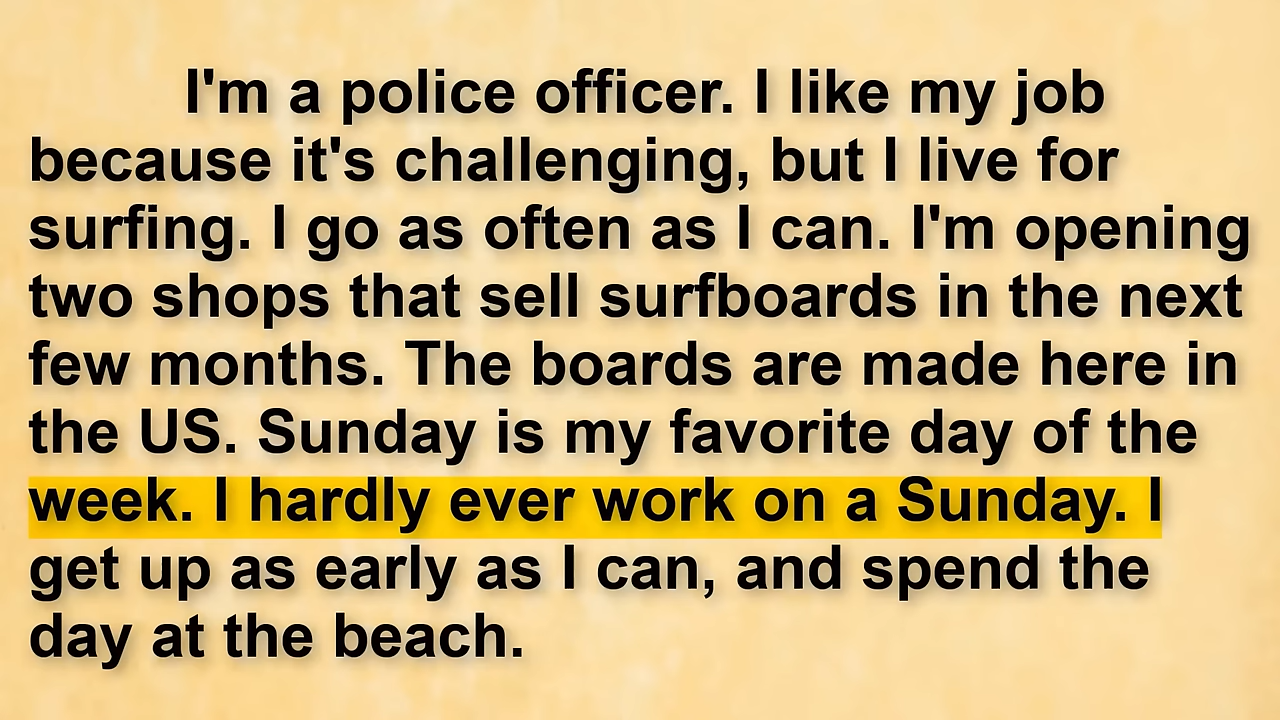 I'm a police officer. I like my job
because it's challenging, but I live for
surfing. I go as often as I can. I'm opening
two shops that sell surfboards in the next
few months. The boards are made here in
the US. Sunday is my favorite day of the
week. I hardly ever work on a Sunday. I
get up as early as I can, and spend the
day at the beach.